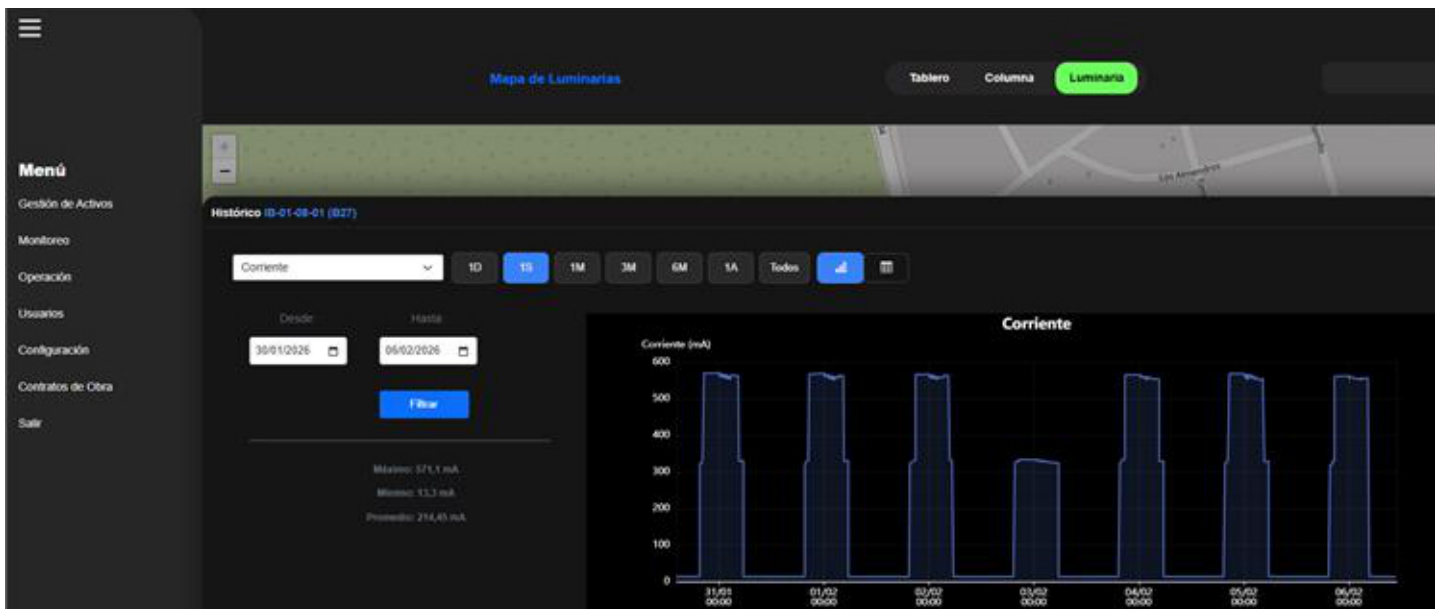 Mapa de Luminarias
Tablero Columna Luminaria
+
−
Los Almendros
Menú
Gestión de Activos
Monitoreo
Operación
Usuarios
Configuración
Contratos de Obra
Salir
Histórico IB-01-08-01 (B27)
Corriente 1D 1S 1M 3M 6M 1A Todos
Desde Hasta
30/01/2026 06/02/2026
Filtrar
Máximo: 571,1 mA
Mínimo: 13,3 mA
Promedio: 214,45 mA
Corriente
Corriente (mA)
600
500
400
300
200
100
0
31/01 01/02 02/02 03/02 04/02 05/02 06/02
00:00 00:00 00:00 00:00 00:00 00:00 00:00